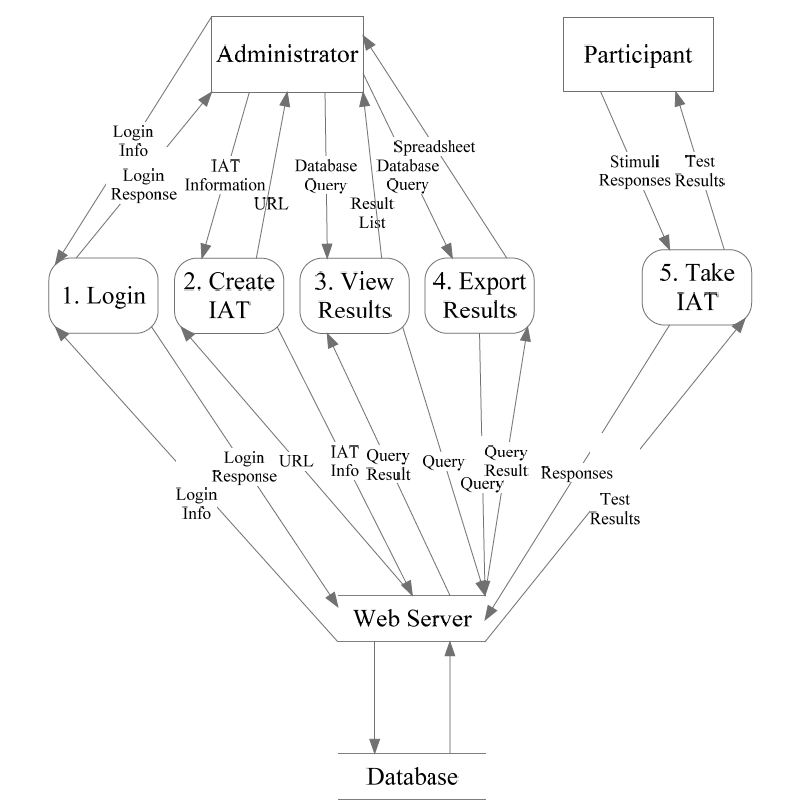 Administrator
Participant
Login
Info
Login
Response
IAT
Information
URL
Database
Query
Result
List
Spreadsheet
Database
Query
Stimuli
Responses
Test
Results
1. Login
2. Create
IAT
3. View
Results
4. Export
Results
5. Take
IAT
Login
Info
Login
Response
URL
IAT
Info
Query
Result
Query
Query
Result
Query
Responses
Test
Results
Web Server
Database